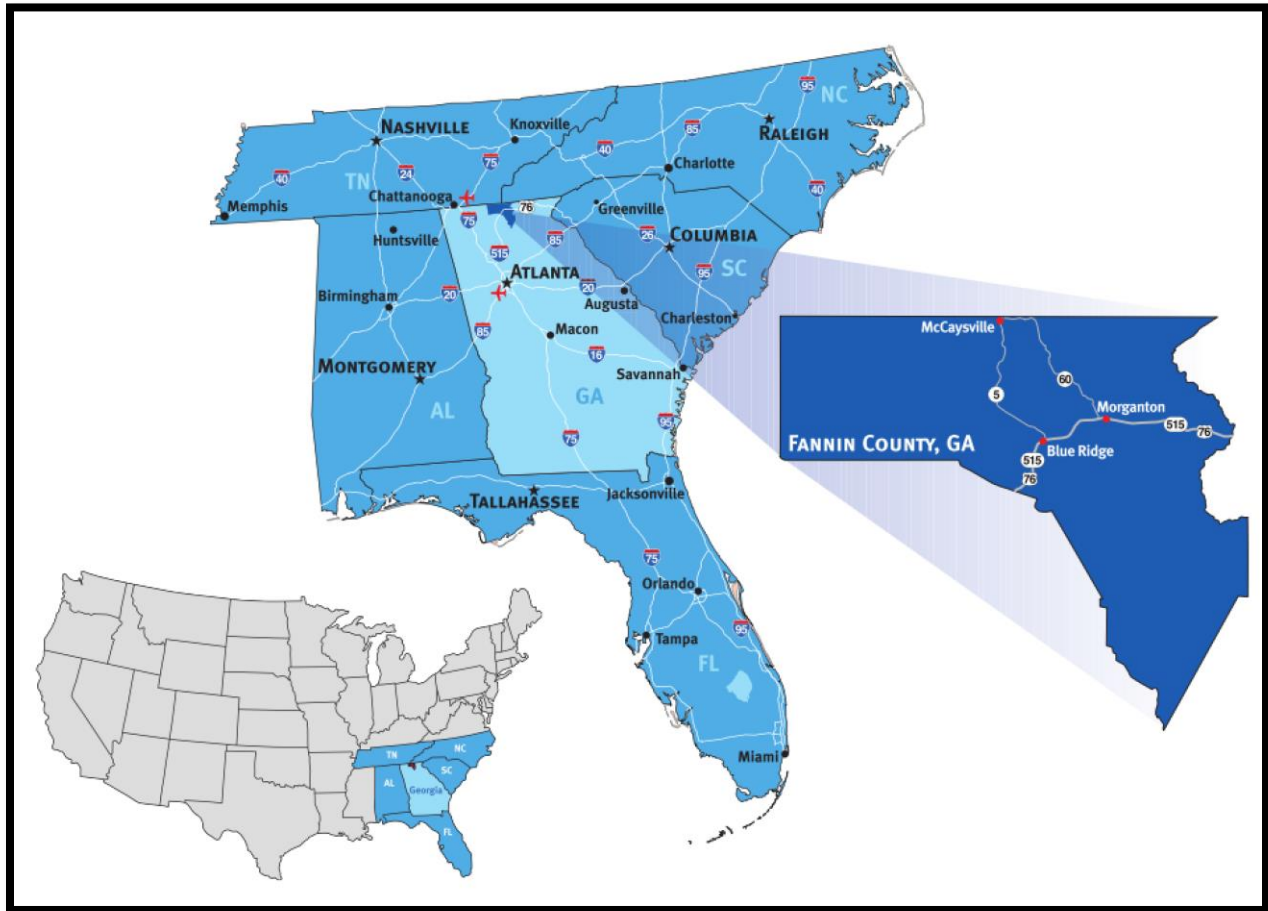 95
NC
NASHVILLE
Knoxville
85
RALEIGH
40
75
24
40
Charlotte
40
TN
Chattanooga
Memphis
75
76
Greenville
Huntsville
26
COLUMBIA
85
515
SC
95
ATLANTA
20
20
Birmingham
Augusta
Charleston
85
Macon
16
MONTGOMERY
Savannah
GA
AL
95
75
Jacksonville
TALLAHASSEE
75
Orlando
95
Tampa
FL
Miami
McCaysville
60
5
Morganton
515
76
FANNIN COUNTY, GA
Blue Ridge
515
76
TN
NC
SC
AL
Georgia
FL